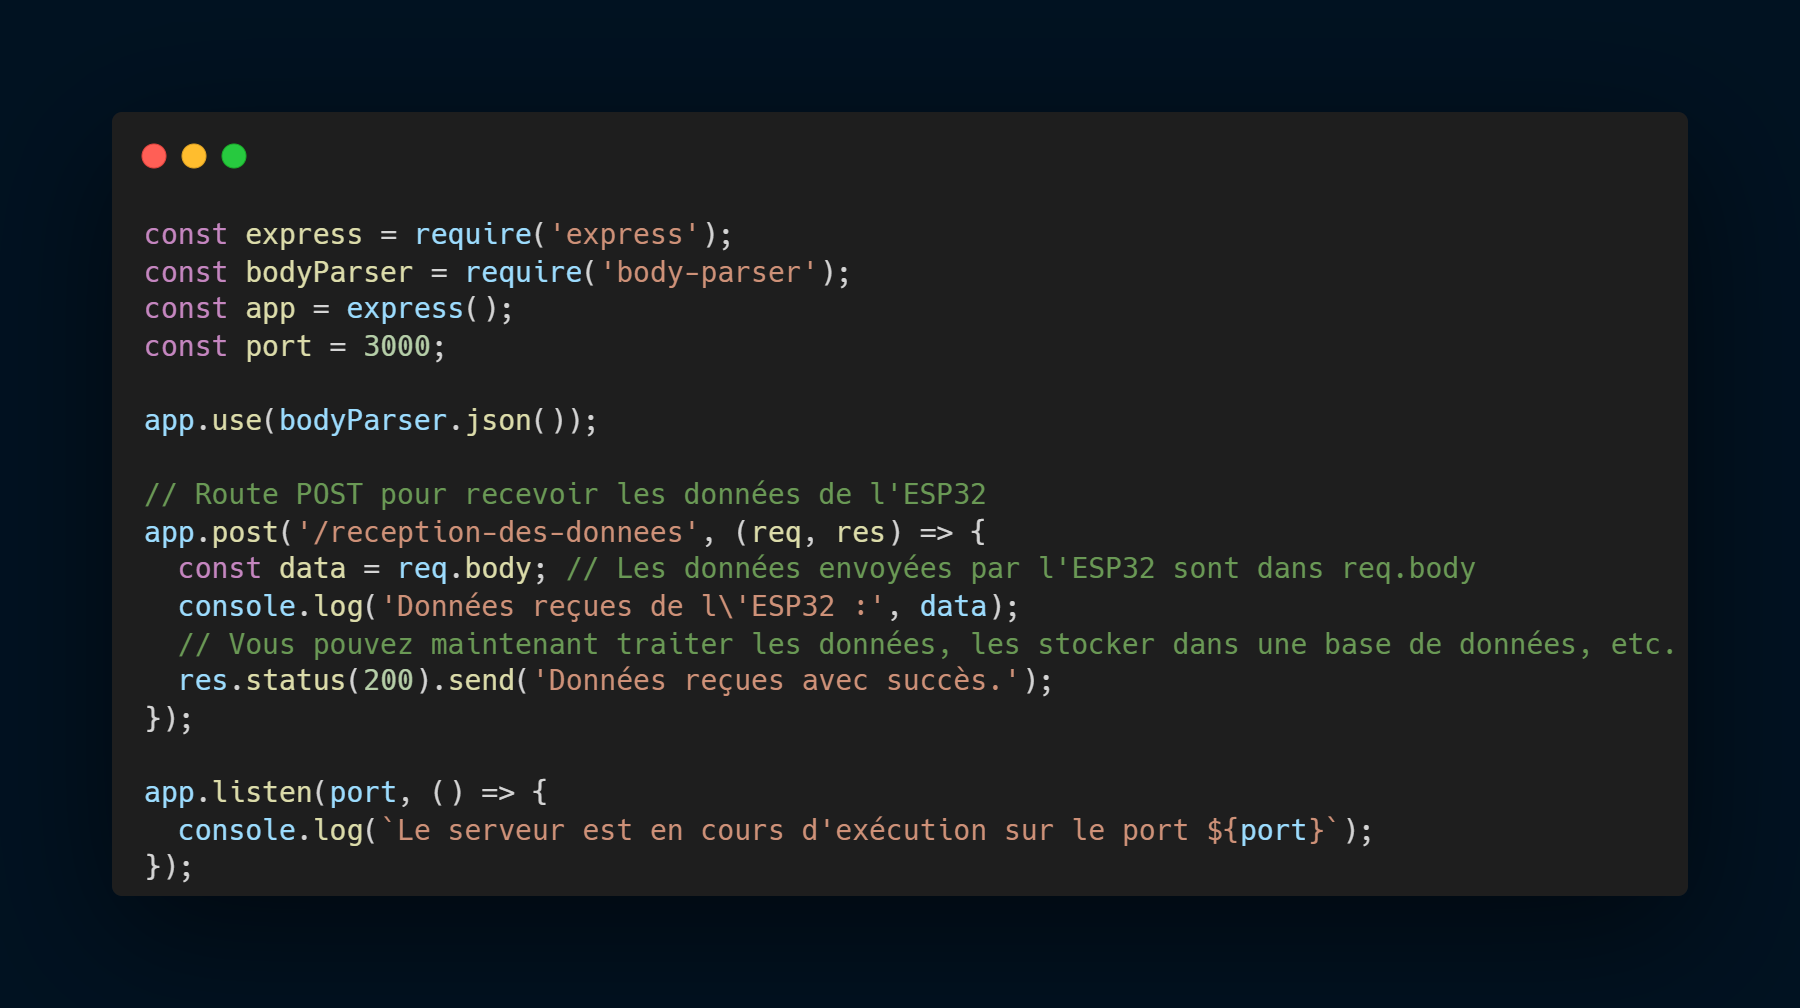 const express = require('express');
const bodyParser = require('body-parser');
const app = express();
const port = 3000;
app.use(bodyParser.json());
// Route POST pour recevoir les données de l'ESP32
app.post('/reception-des-donnees', (req, res) => {
  const data = req.body; // Les données envoyées par l'ESP32 sont dans req.body
  console.log('Données reçues de l\'ESP32 :', data);
  // Vous pouvez maintenant traiter les données, les stocker dans une base de données, etc.
  res.status(200).send('Données reçues avec succès.');
});
app.listen(port, () => {
  console.log(`Le serveur est en cours d'exécution sur le port ${port}`);
});